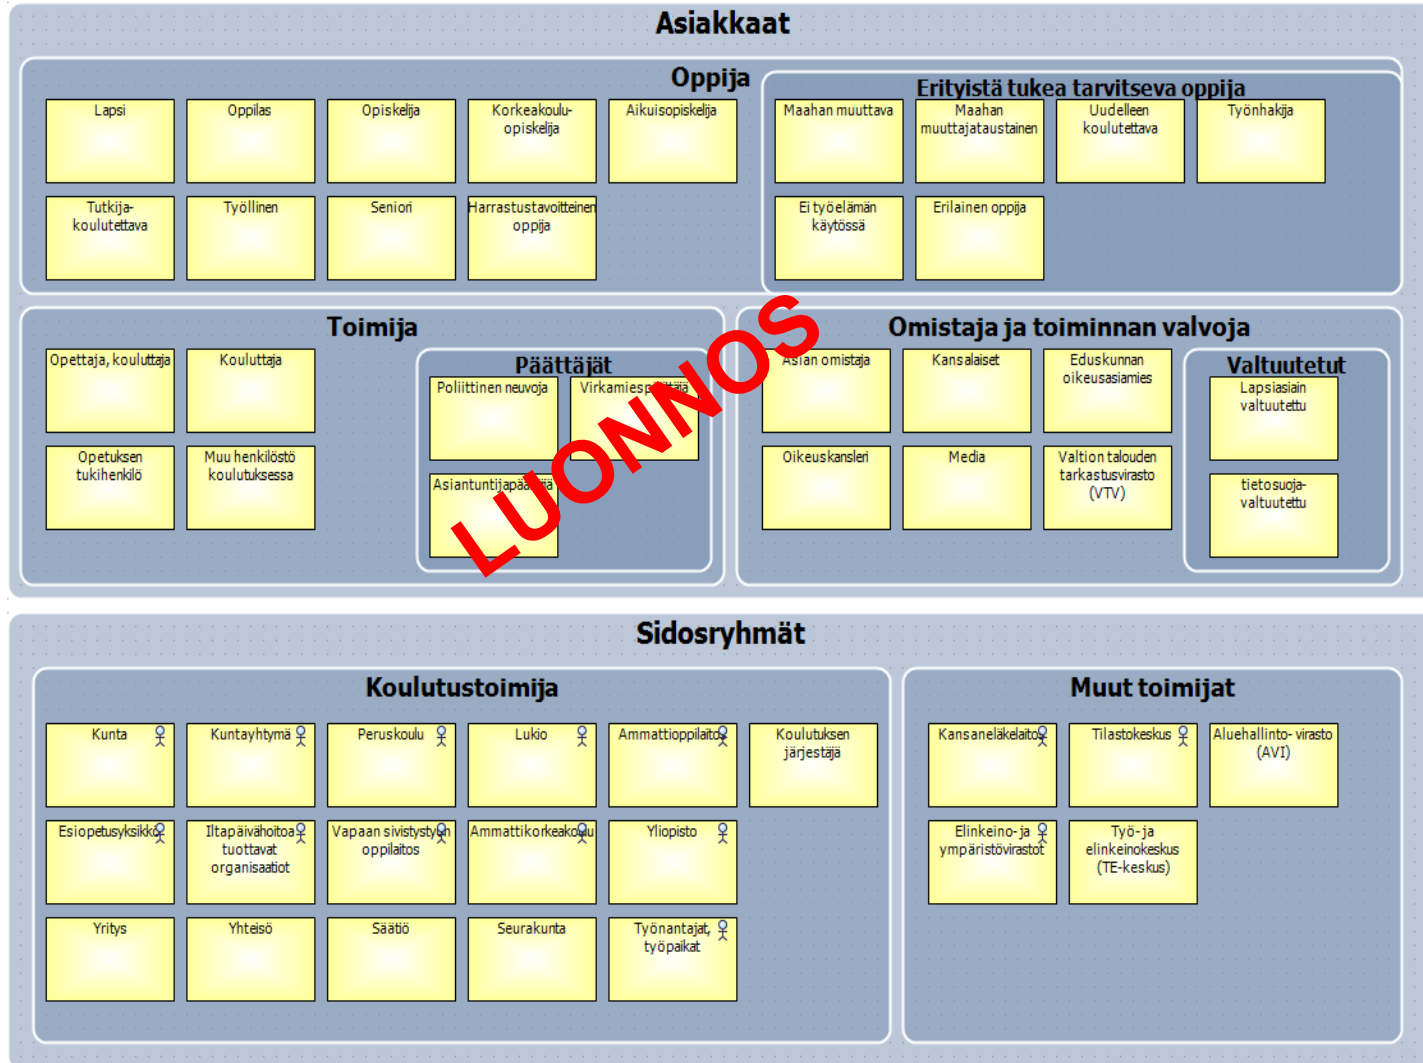 Asiakkaat
Oppija
Lapsi
Oppilas
Opiskelija
Korkeakoulu-
opiskelija
Aikuisopiskelija
Tutkija-
koulutettava
Työllinen
Seniori
Harrastustavoitteinen
oppija
Erityistä tukea tarvitseva oppija
Maahan muuttava
Maahan
muuttajataustainen
Uudelleen
koulutettava
Työnhakija
Ei työelämän
käytössä
Erilainen oppija
Toimija
Opettaja, kouluttaja
Kouluttaja
Opetuksen
tukihenkilö
Muu henkilöstö
koulutuksessa
Päättäjät
Poliittinen neuvoja
Virkamiespäättäjä
Asiantuntijapäättäjä
LUONNOS
Omistaja ja toiminnan valvoja
Asian omistaja
Kansalaiset
Eduskunnan
oikeusasiamies
Oikeuskansleri
Media
Valtion talouden
tarkastusvirasto
(VTV)
Valtuutetut
Lapsiasiain
valtuutettu
tietosuoja-
valtuutettu
Sidosryhmät
Koulutustoimija
Kunta
Kuntayhtymä
Peruskoulu
Lukio
Ammattioppilaitos
Koulutuksen
järjestäjä
Esiopetusyksikkö
Iltapäivähoitoa
tuottavat
organisaatiot
Vapaan sivistystyön
oppilaitos
Ammattikorkeakoulu
Yliopisto
Yritys
Yhteisö
Säätiö
Seurakunta
Työnantajat,
työpaikat
Muut toimijat
Kansaneläkelaitos
Tilastokeskus
Aluehallinto- virasto
(AVI)
Elinkeino- ja
ympäristövirastot
Työ- ja
elinkeinokeskus
(TE-keskus)